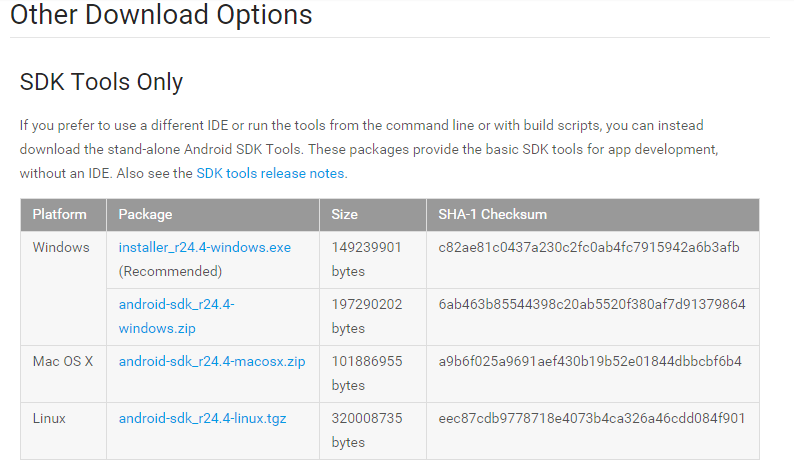 Other Download Options
SDK Tools Only
If you prefer to use a different IDE or run the tools from the command line or with build scripts, you can instead
download the stand-alone Android SDK Tools. These packages provide the basic SDK tools for app development,
without an IDE. Also see the SDK tools release notes.
Platform Package Size SHA-1 Checksum
Windows installer_r24.4-windows.exe 149239901 c82ae81c0437a230c2fc0ab4fc7915942a6b3afb
(Recommended) bytes
android-sdk_r24.4- 197290202 6ab463b85544398c20ab5520f380af7d91379864
windows.zip bytes
Mac OS X android-sdk_r24.4-macosx.zip 101886955 a9b6f025a9691aef430b19b52e01844dbbcbf6b4
bytes
Linux android-sdk_r24.4-linux.tgz 320008735 eec87cdb9778718e4073b4ca326a46cdd084f901
bytes